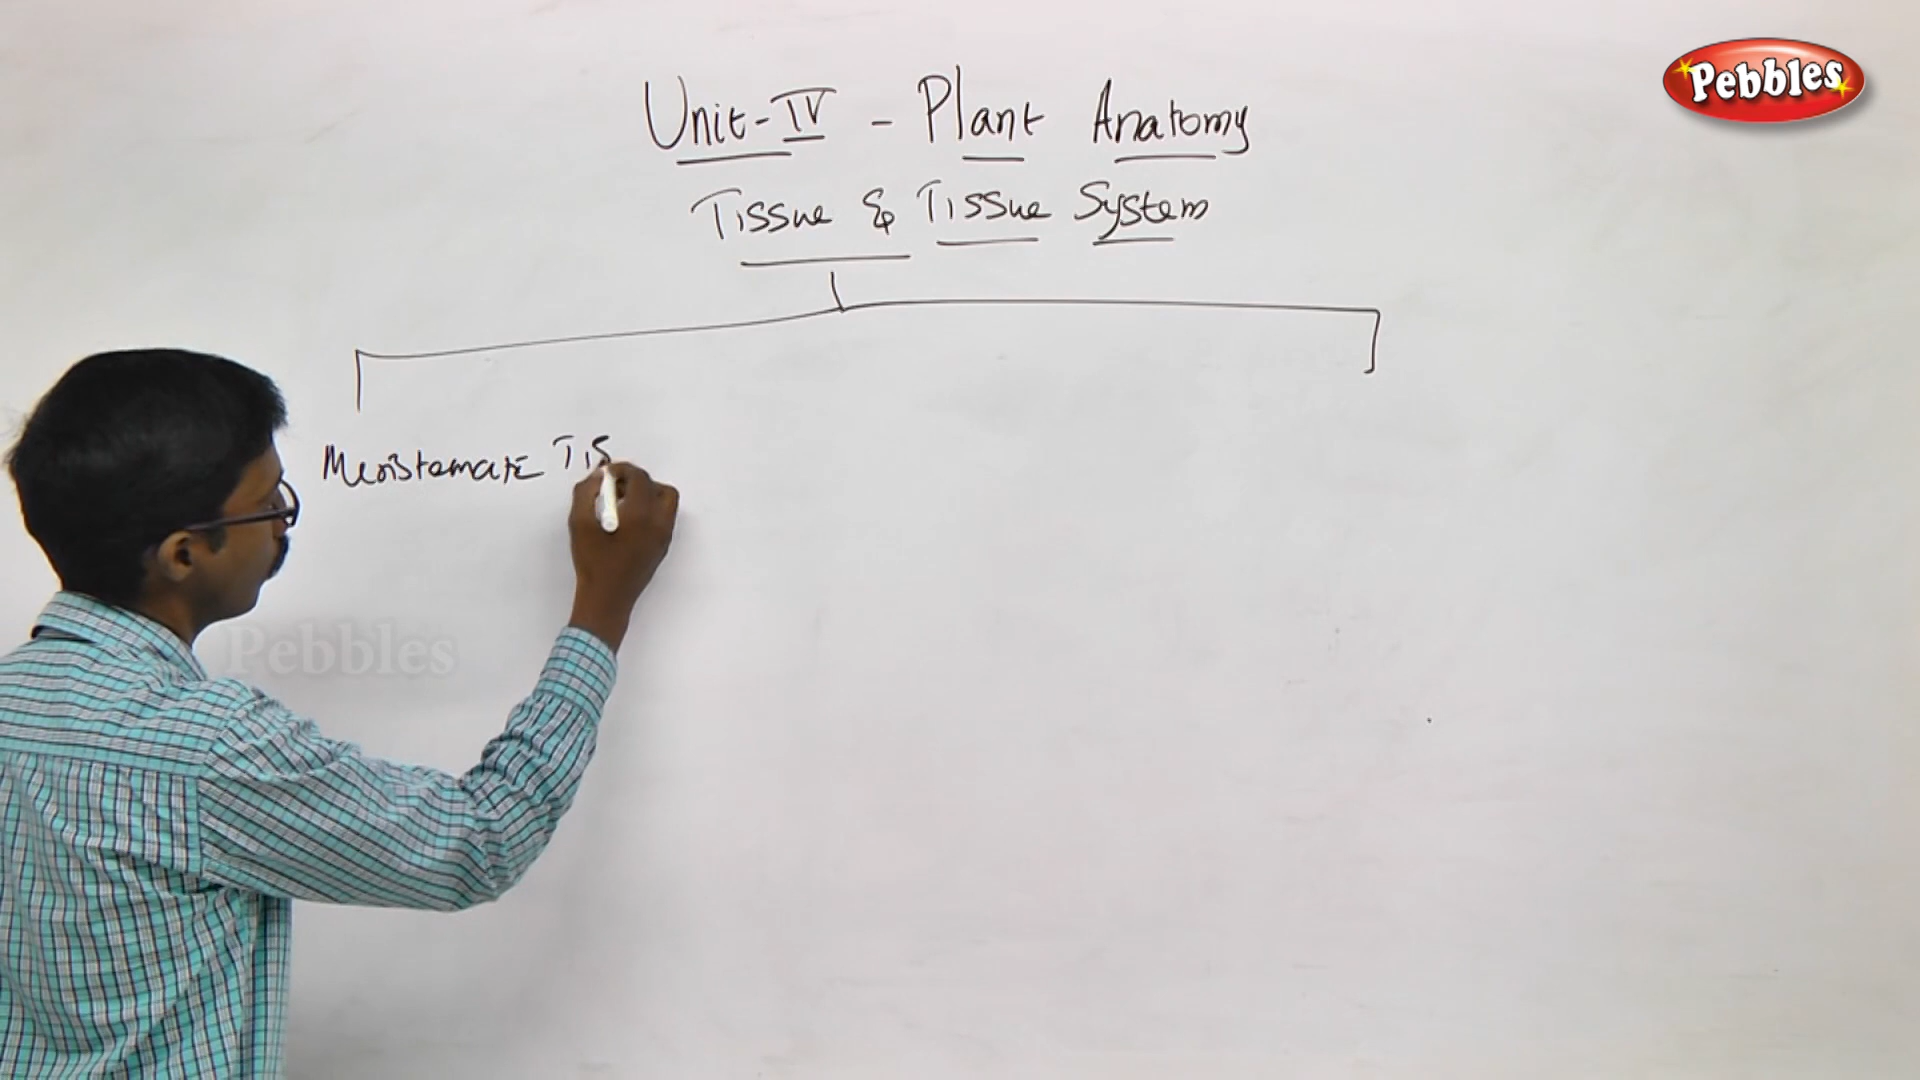 Pebbles
Unit-IV - Plant Anatomy
Tissue & Tissue System
Meristematic Tis
Pebbles